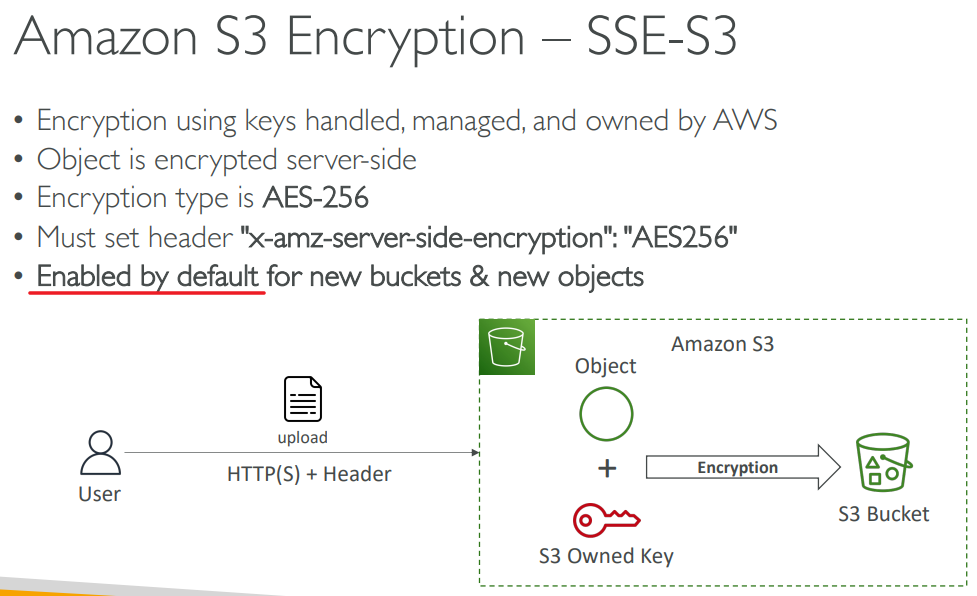 Amazon S3 Encryption – SSE-S3
• Encryption using keys handled, managed, and owned by AWS
• Object is encrypted server-side
• Encryption type is AES-256
• Must set header "x-amz-server-side-encryption": "AES256"
• Enabled by default for new buckets & new objects
Amazon S3
Object
upload
HTTP(S) + Header
User
+
Encryption
S3 Bucket
S3 Owned Key